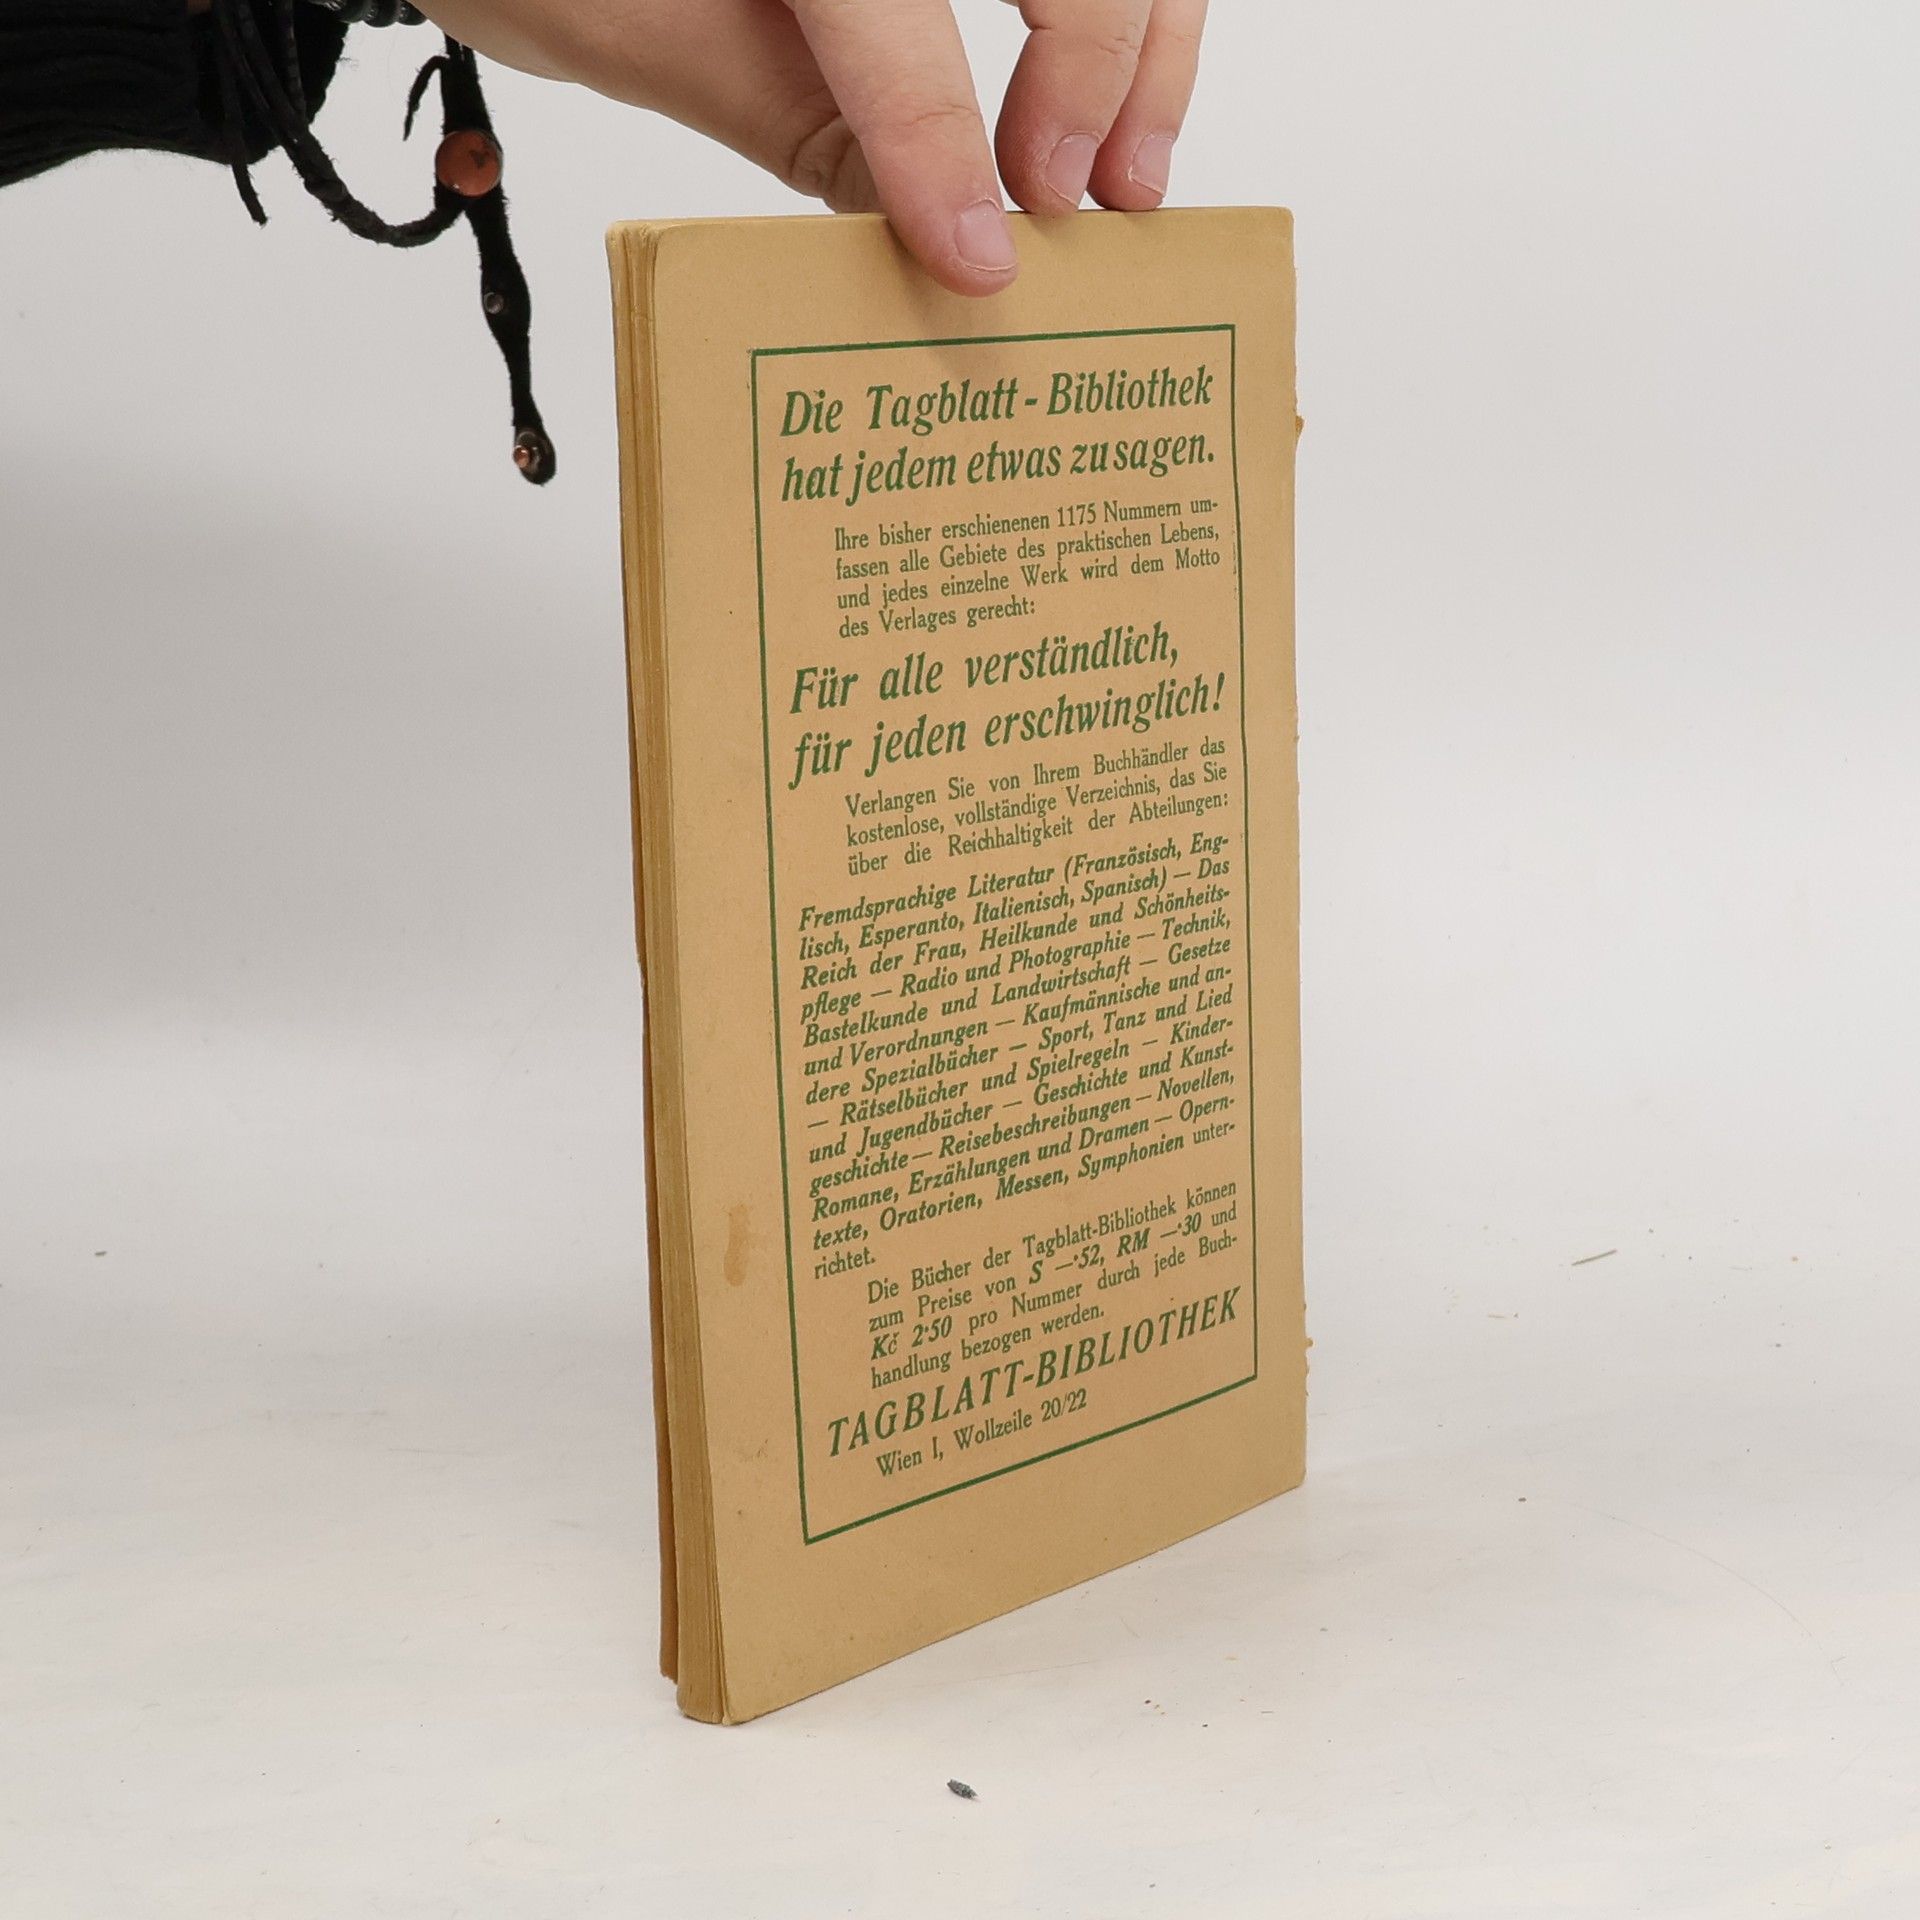 Die Tagblatt-Bibliothek
hat jedem etwas zu sagen.
Ihre bisher erschienenen 1175 Nummern um-
fassen alle Gebiete des praktischen Lebens,
und jedes einzelne Werk wird dem Motto
des Verlages gerecht:
Für alle verständlich,
für jeden erschwinglich!
Verlangen Sie von Ihrem Buchhändler das
kostenlose, vollständige Verzeichnis, das Sie
über die Reichhaltigkeit der Abteilungen:
Fremdsprachige Literatur (Französisch, Eng-
lisch, Esperanto, Italienisch, Spanisch) — Das
Reich der Frau, Heilkunde und Schönheits-
pflege — Radio und Photographie — Technik,
Bastelkunde und Landwirtschaft — Gesetze
und Verordnungen — Kaufmännische und an-
dere Spezialbücher — Sport, Tanz und Lied
— Rätselbücher und Spielregeln — Kinder-
und Jugendbücher — Geschichte und Kunst-
geschichte — Reisebeschreibungen — Novellen,
Romane, Erzählungen und Dramen — Opern-
texte, Oratorien, Messen, Symphonien unter-
richtet.
Die Bücher der Tagblatt-Bibliothek können
zum Preise von S —·52, RM —·30 und
Kč 2·50 pro Nummer durch jede Buch-
handlung bezogen werden.
TAGBLATT-BIBLIOTHEK
Wien I, Wollzeile 20/22